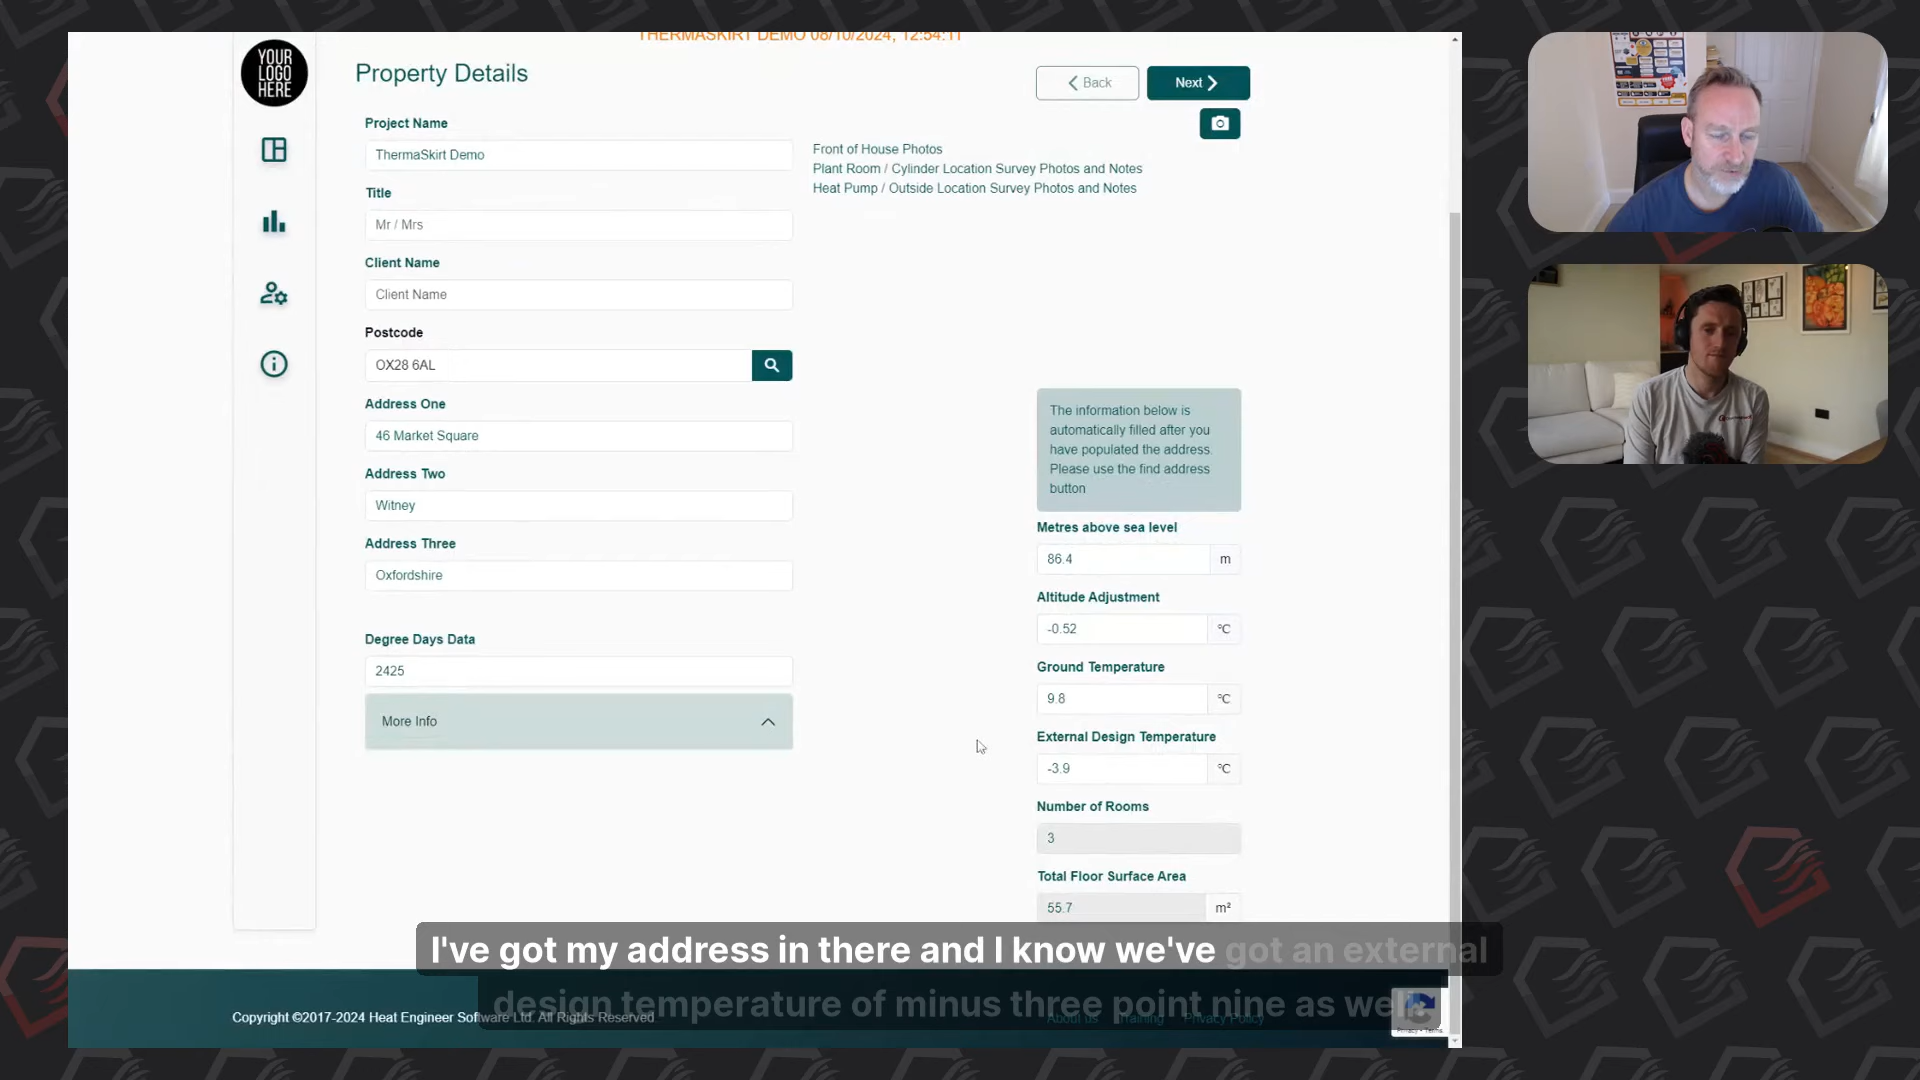 THERMASKIRT DEMO 08/10/2024, 12:54:11
YOUR
LOGO
HERE
Property Details
Back
Next
Project Name
ThermaSkirt Demo
Front of House Photos
Plant Room / Cylinder Location Survey Photos and Notes
Heat Pump / Outside Location Survey Photos and Notes
Title
Mr / Mrs
Client Name
Client Name
Postcode
OX28 6AL
Address One
46 Market Square
Address Two
Witney
Address Three
Oxfordshire
Degree Days Data
2425
More Info
The information below is
automatically filled after you
have populated the address.
Please use the find address
button
Metres above sea level
86.4 m
Altitude Adjustment
-0.52 °C
Ground Temperature
9.8 °C
External Design Temperature
-3.9 °C
Number of Rooms
3
Total Floor Surface Area
55.7 m²
I've got my address in there and I know we've got an external
design temperature of minus three point nine as well.
Copyright ©2017-2024 Heat Engineer Software Ltd. All Rights Reserved
About us Training Privacy Policy
Privacy - Terms